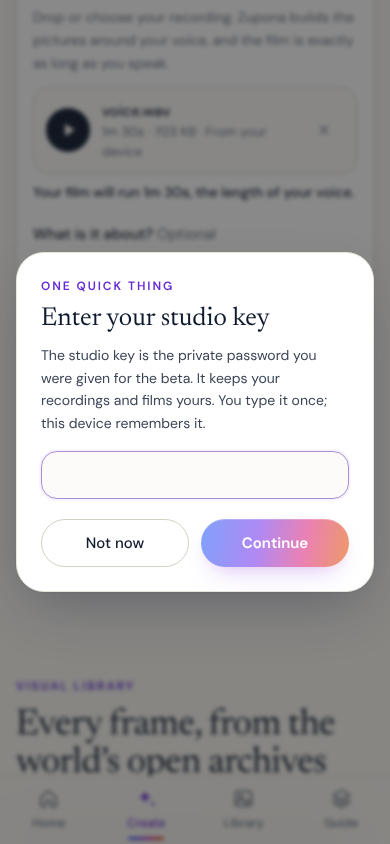 Drop or choose your recording. Zupona builds the
pictures around your voice, and the film is exactly
as long as you speak.
voice.wav
1m 30s · 703 KB · From your
device
Your film will run 1m 30s, the length of your voice.
What is it about? Optional
ONE QUICK THING
Enter your studio key
The studio key is the private password you
were given for the beta. It keeps your
recordings and films yours. You type it once;
this device remembers it.
Not now
Continue
VISUAL LIBRARY
Every frame, from the
world's open archives
Home
Create
Library
Guide